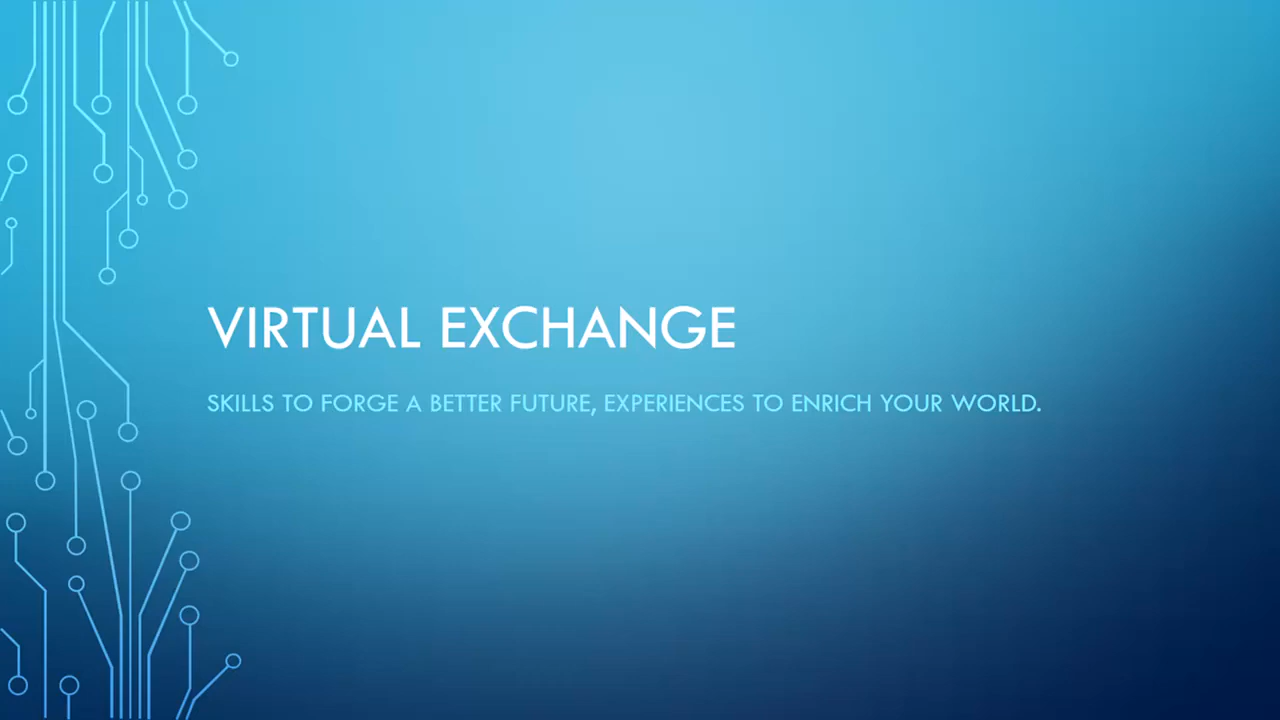 VIRTUAL EXCHANGE
SKILLS TO FORGE A BETTER FUTURE, EXPERIENCES TO ENRICH YOUR WORLD.